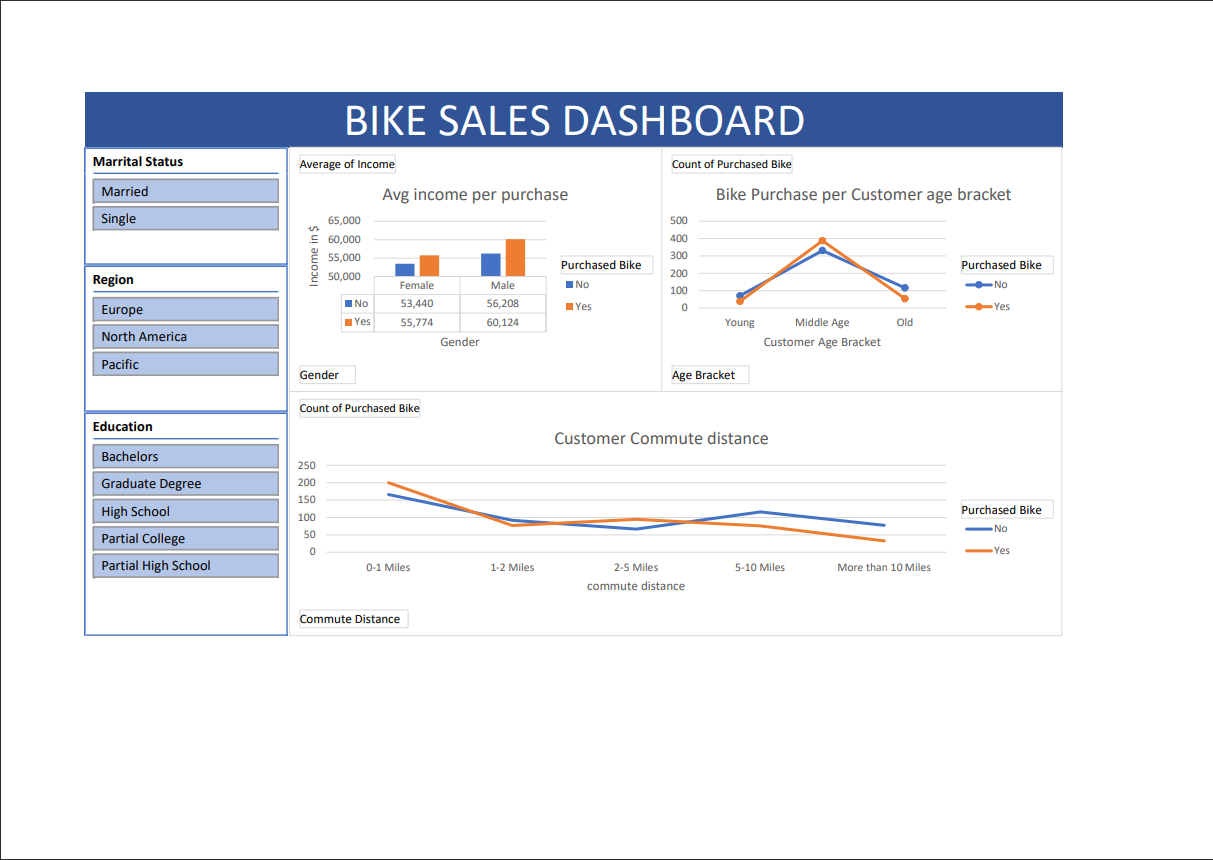 BIKE SALES DASHBOARD
Marrital Status
Married
Single
Region
Europe
North America
Pacific
Education
Bachelors
Graduate Degree
High School
Partial College
Partial High School
Average of Income
Avg income per purchase
Income in $
65,000
60,000
55,000
50,000
Female Male
No 53,440 56,208
Yes 55,774 60,124
Gender
Purchased Bike
No
Yes
Gender
Count of Purchased Bike
Bike Purchase per Customer age bracket
500
400
300
200
100
0
Young Middle Age Old
Customer Age Bracket
Purchased Bike
No
Yes
Age Bracket
Count of Purchased Bike
Customer Commute distance
250
200
150
100
50
0
0-1 Miles 1-2 Miles 2-5 Miles 5-10 Miles More than 10 Miles
commute distance
Purchased Bike
No
Yes
Commute Distance